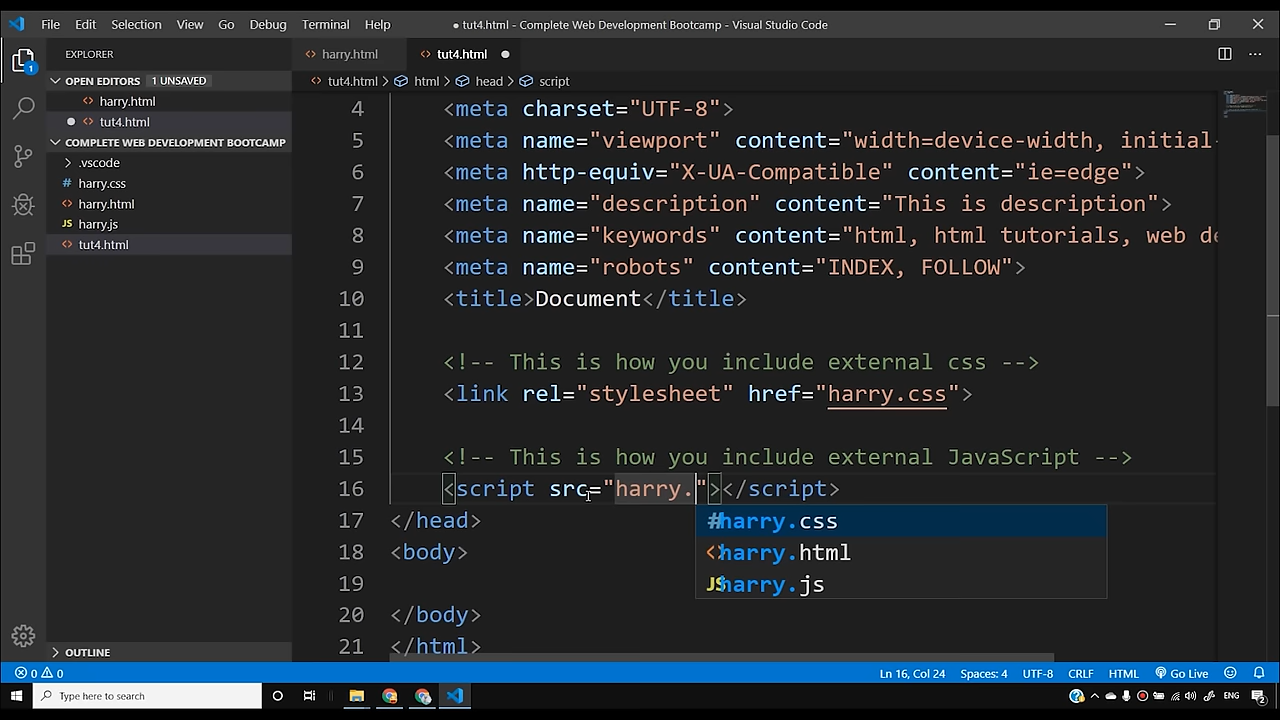 File Edit Selection View Go Debug Terminal Help
● tut4.html - Complete Web Development Bootcamp - Visual Studio Code
EXPLORER
OPEN EDITORS 1 UNSAVED
harry.html
tut4.html
COMPLETE WEB DEVELOPMENT BOOTCAMP
.vscode
# harry.css
<> harry.html
JS harry.js
<> tut4.html
OUTLINE
1
<> harry.html <> tut4.html ●
<> tut4.html > html > head > script
4 <meta charset="UTF-8">
5 <meta name="viewport" content="width=device-width, initial-
6 <meta http-equiv="X-UA-Compatible" content="ie=edge">
7 <meta name="description" content="This is description">
8 <meta name="keywords" content="html, html tutorials, web de
9 <meta name="robots" content="INDEX, FOLLOW">
10 <title>Document</title>
11
12 <!-- This is how you include external css -->
13 <link rel="stylesheet" href="harry.css">
14
15 <!-- This is how you include external JavaScript -->
16 <script src="harry."></script>
# harry.css
<> harry.html
JS harry.js
17 </head>
18 <body>
19
20 </body>
21 </html>
0 0 Ln 16, Col 24 Spaces: 4 UTF-8 CRLF HTML Go Live
Type here to search
ENG 2